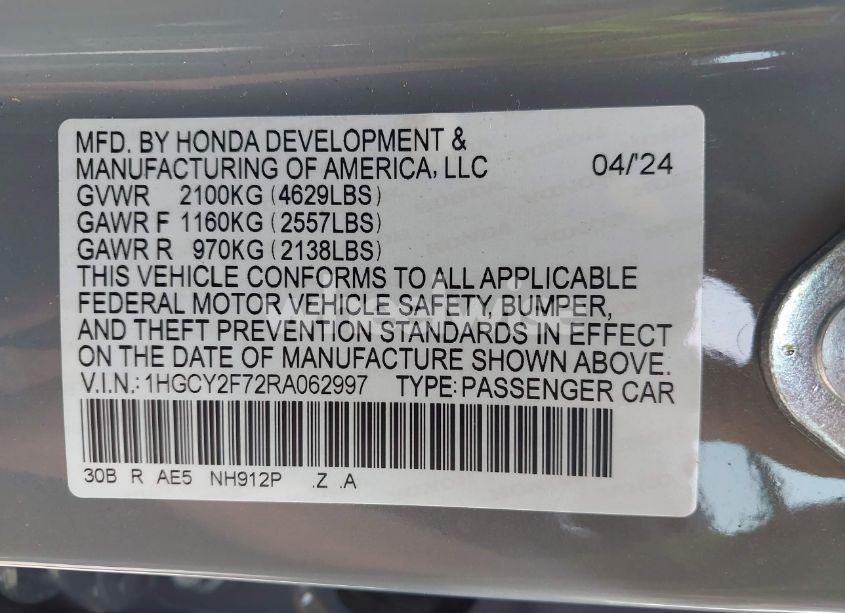 MFD. BY HONDA DEVELOPMENT &
MANUFACTURING OF AMERICA, LLC 04/'24
GVWR 2100KG (4629LBS)
GAWR F 1160KG (2557LBS)
GAWR R 970KG (2138LBS)
THIS VEHICLE CONFORMS TO ALL APPLICABLE
FEDERAL MOTOR VEHICLE SAFETY, BUMPER,
AND THEFT PREVENTION STANDARDS IN EFFECT
ON THE DATE OF MANUFACTURE SHOWN ABOVE.
V.I.N.: 1HGCY2F72RA062997 TYPE: PASSENGER CAR
30B R AE5 NH912P .Z .A